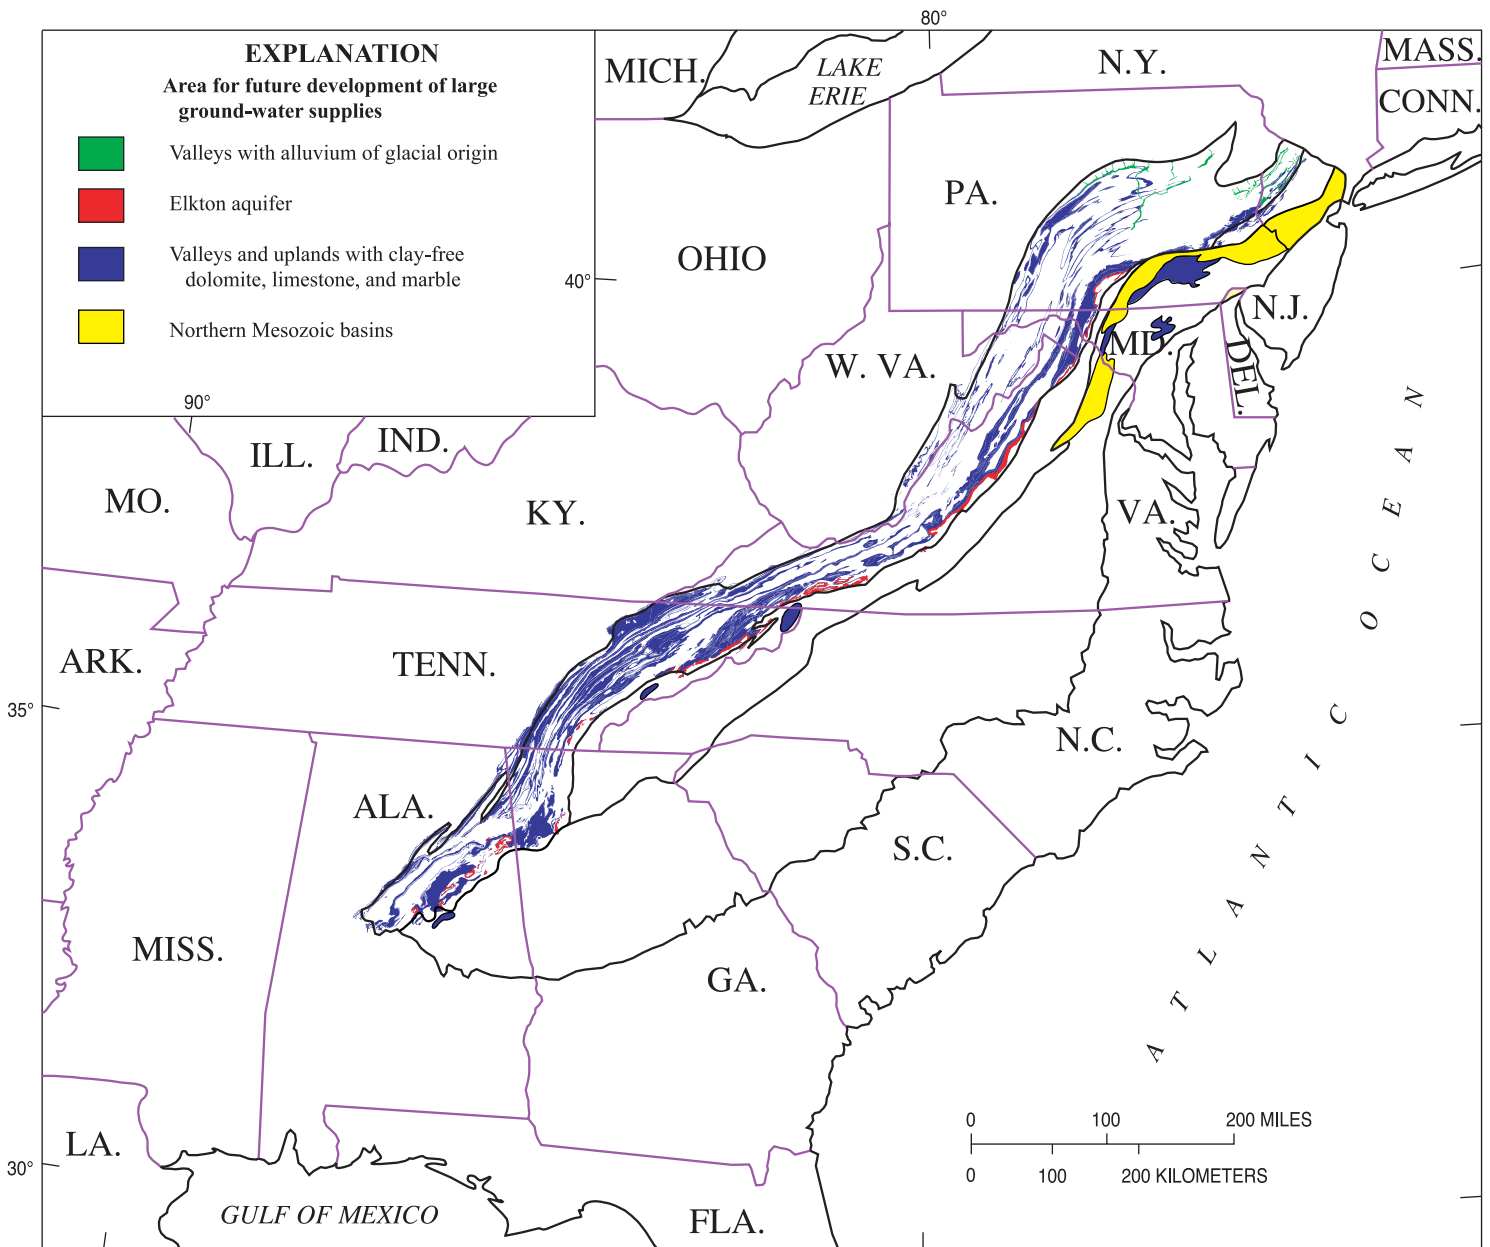 EXPLANATION
Area for future development of large
ground-water supplies
Valleys with alluvium of glacial origin
Elkton aquifer
Valleys and uplands with clay-free
dolomite, limestone, and marble
Northern Mesozoic basins
80°
90°
40°
35°
30°
MICH.
LAKE
ERIE
N.Y.
MASS.
CONN.
PA.
OHIO
N.J.
MD.
DEL.
W. VA.
VA.
ILL.
IND.
MO.
KY.
ARK.
TENN.
N.C.
ALA.
S.C.
MISS.
GA.
LA.
FLA.
GULF OF MEXICO
ATLANTIC OCEAN
0 100 200 MILES
0 100 200 KILOMETERS